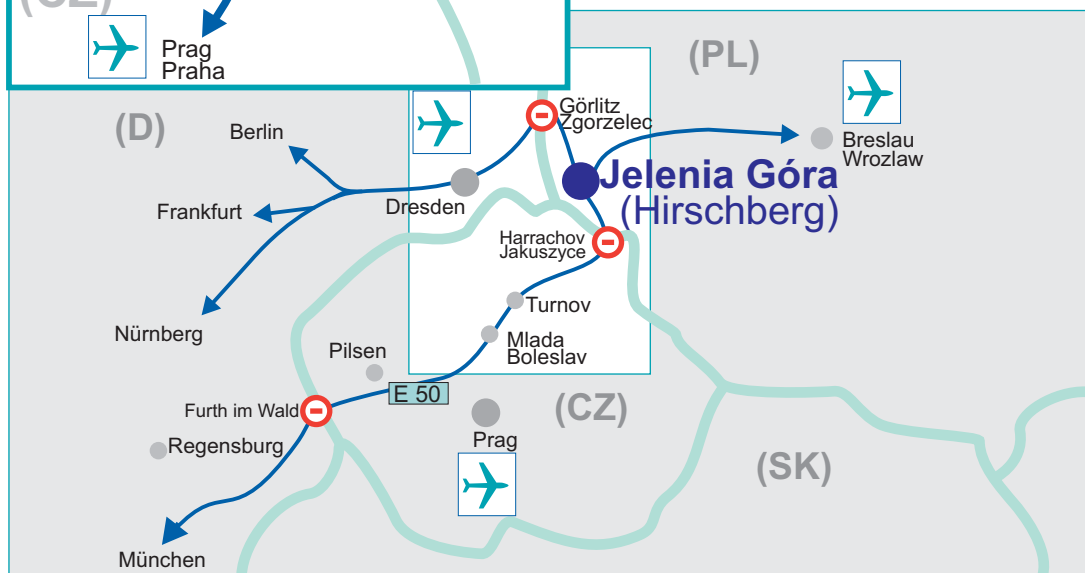 (CZ)
Prag
Praha
(PL)
(D)
Berlin
Görlitz
Zgorzelec
Breslau
Wrozlaw
Jelenia Góra
(Hirschberg)
Dresden
Frankfurt
Harrachov
Jakuszyce
Turnov
Nürnberg
Mlada
Boleslav
Pilsen
E 50
(CZ)
Furth im Wald
Prag
Regensburg
(SK)
München